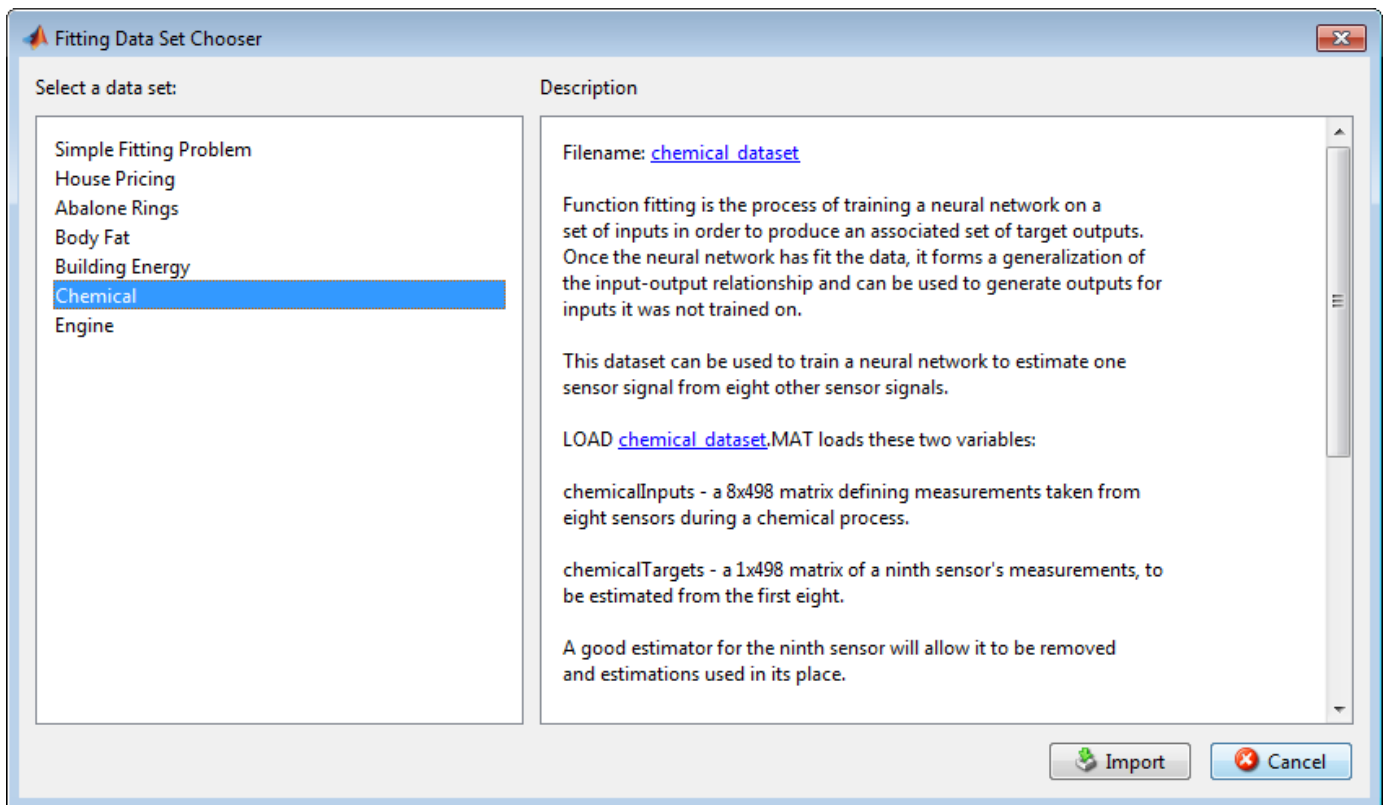 Fitting Data Set Chooser
Select a data set:
Simple Fitting Problem
House Pricing
Abalone Rings
Body Fat
Building Energy
Chemical
Engine
Description
Filename: chemical_dataset
Function fitting is the process of training a neural network on a
set of inputs in order to produce an associated set of target outputs.
Once the neural network has fit the data, it forms a generalization of
the input-output relationship and can be used to generate outputs for
inputs it was not trained on.
This dataset can be used to train a neural network to estimate one
sensor signal from eight other sensor signals.
LOAD chemical_dataset.MAT loads these two variables:
chemicalInputs - a 8x498 matrix defining measurements taken from
eight sensors during a chemical process.
chemicalTargets - a 1x498 matrix of a ninth sensor's measurements, to
be estimated from the first eight.
A good estimator for the ninth sensor will allow it to be removed
and estimations used in its place.
Import
Cancel